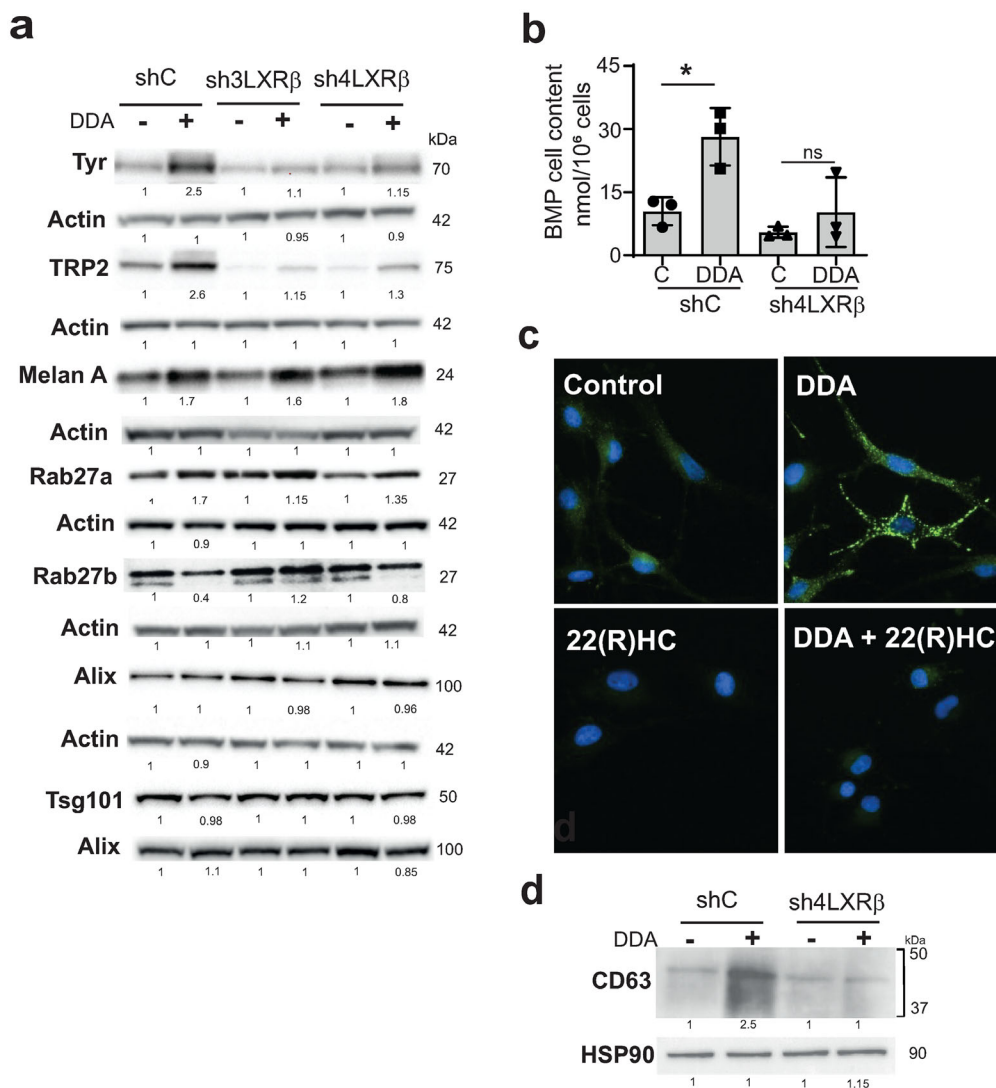 a
shC sh3LXRβ sh4LXRβ
DDA - + - + - +
kDa
Tyr 70
1 2.5 1 1.1 1 1.15
Actin 42
1 1 1 0.95 1 0.9
TRP2 75
1 2.6 1 1.15 1 1.3
Actin 42
1 1 1 1 1 1
Melan A 24
1 1.7 1 1.6 1 1.8
Actin 42
1 1 1 1 1 1
Rab27a 27
1 1.7 1 1.15 1 1.35
Actin 42
1 0.9 1 1 1 1
Rab27b 27
1 0.4 1 1.2 1 0.8
Actin 42
1 1 1 1.1 1 1.1
Alix 100
1 1 1 0.98 1 0.96
Actin 42
1 0.9 1 1 1 1
Tsg101 50
1 0.98 1 1 1 0.98
Alix 100
1 1.1 1 1 1 0.85
b
BMP cell content
nmol/10⁶ cells
45
30
15
0
*
ns
C DDA C DDA
shC sh4LXRβ
c
Control DDA
22(R)HC DDA + 22(R)HC
d
d
shC sh4LXRβ
DDA - + - +
kDa
50
CD63
37
1 2.5 1 1
HSP90 90
1 1 1 1.15